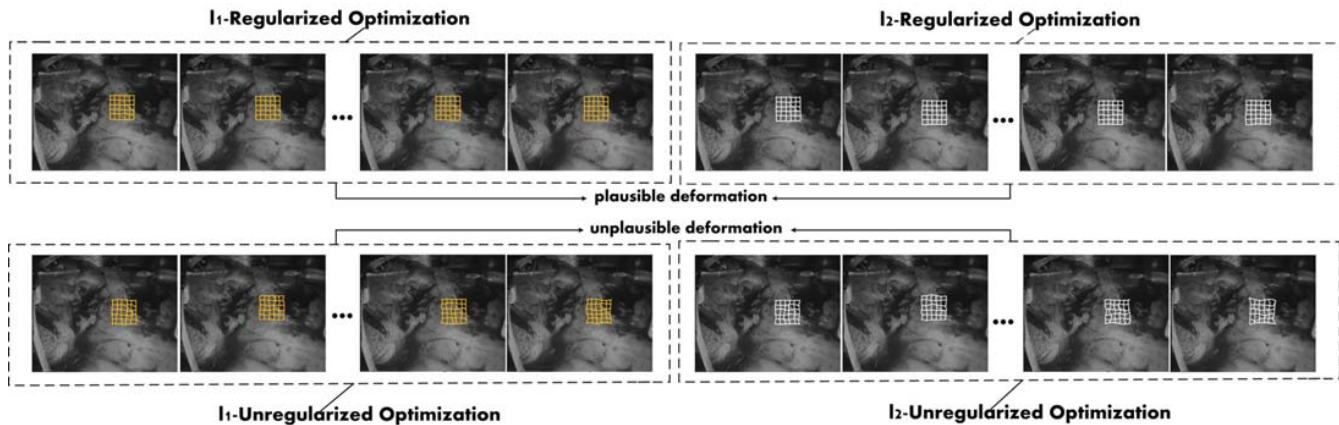 l₁-Regularized Optimization
l₂-Regularized Optimization
•••
•••
plausible deformation
unplausible deformation
•••
•••
l₁-Unregularized Optimization
l₂-Unregularized Optimization